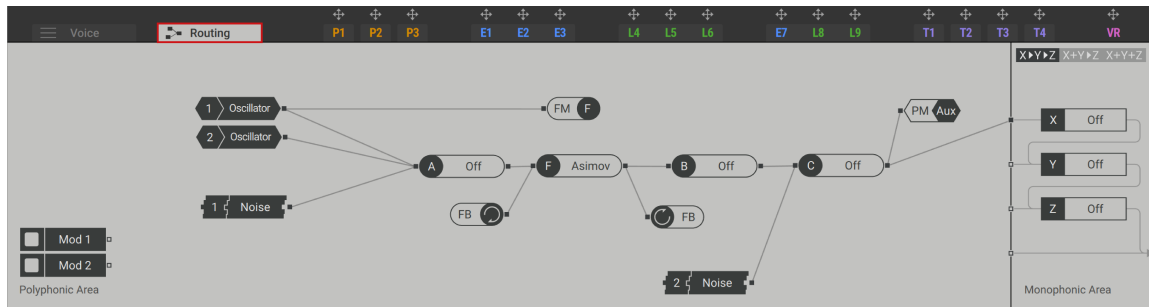 Voice Routing P1 P2 P3 E1 E2 E3 L4 L5 L6 E7 L8 L9 T1 T2 T3 T4 VR
X▸Y▸Z X+Y▸Z X+Y+Z
1 Oscillator FM F PM Aux
X Off
2 Oscillator
A Off F Asimov B Off C Off Y Off
1 Noise FB FB Z Off
Mod 1
Mod 2 2 Noise
Polyphonic Area Monophonic Area